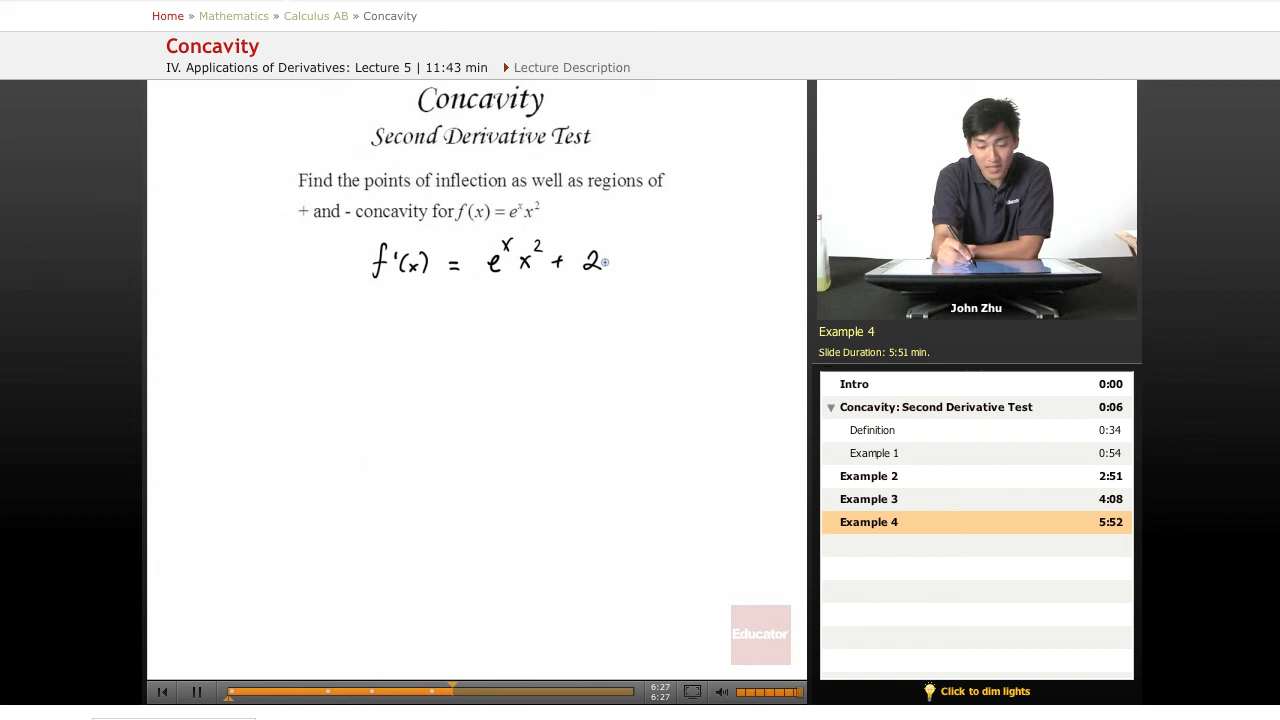 Home » Mathematics » Calculus AB » Concavity
Concavity
IV. Applications of Derivatives: Lecture 5 | 11:43 min Lecture Description
Concavity
Second Derivative Test
Find the points of inflection as well as regions of
+ and - concavity for f(x) = eˣx²
f'(x) = eˣ x² + 2
Educator
6:27
6:27
John Zhu
Example 4
Slide Duration: 5:51 min.
Intro 0:00
Concavity: Second Derivative Test 0:06
Definition 0:34
Example 1 0:54
Example 2 2:51
Example 3 4:08
Example 4 5:52
Click to dim lights